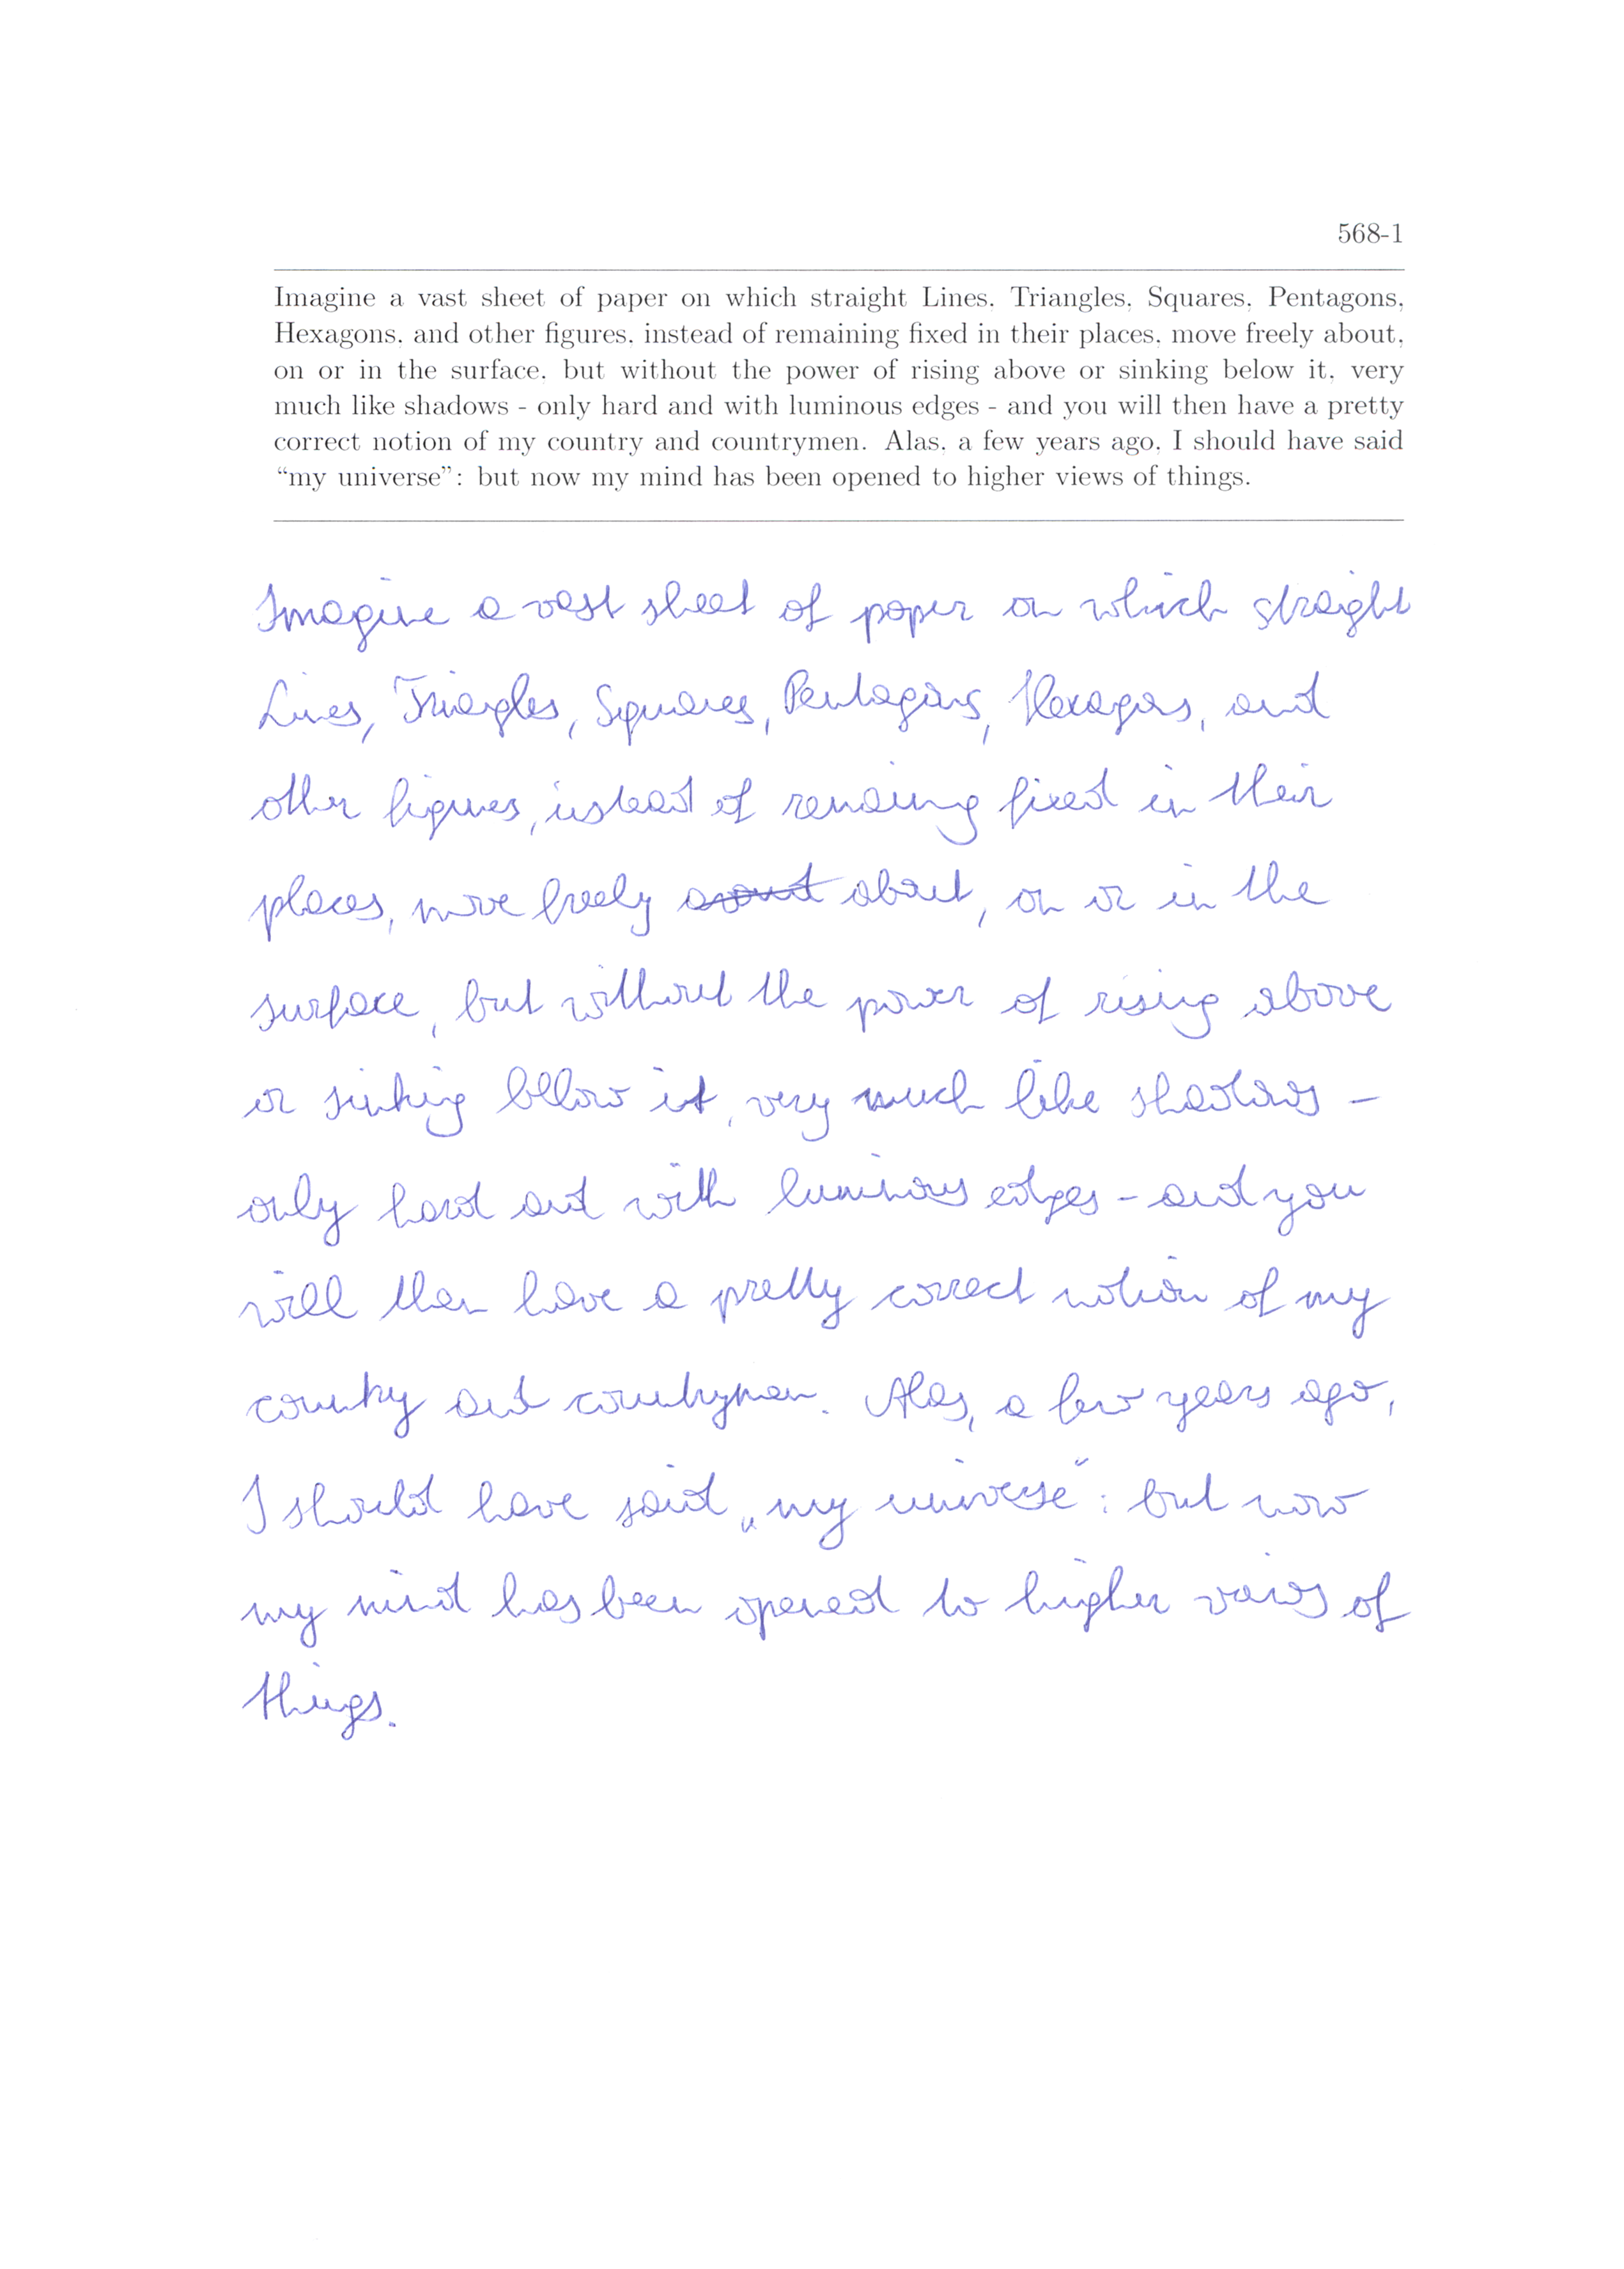 568-1
Imagine a vast sheet of paper on which straight Lines, Triangles, Squares, Pentagons,
Hexagons, and other figures, instead of remaining fixed in their places, move freely about,
on or in the surface, but without the power of rising above or sinking below it, very
much like shadows - only hard and with luminous edges - and you will then have a pretty
correct notion of my country and countrymen. Alas, a few years ago, I should have said
“my universe”: but now my mind has been opened to higher views of things.
Imagine a vast sheet of paper on which straight
Lines, Triangles, Squares, Pentagons, Hexagos, and
other figures, instead of remaining fixed in their
places, move freely about, on or in the
surface, but without the power of rising above
or sinking bellow it, very much like shadows -
only hard and with luminous edges - and you
will then have a pretty correct notion of my
country and countrymen. Alas, a few years ago,
I should have said „my universe": but now
my mind has been opened to higher vaiws of
things.